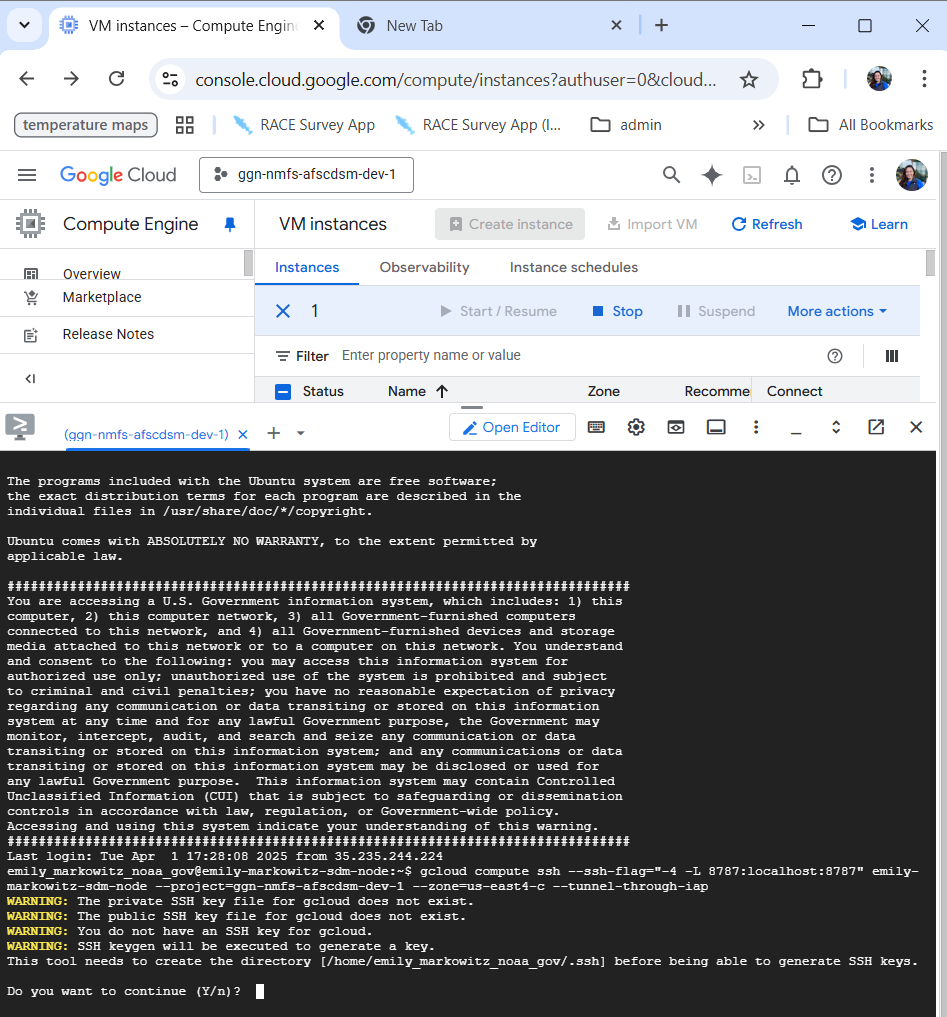 VM instances – Compute Engin
New Tab
console.cloud.google.com/compute/instances?authuser=0&cloud...
temperature maps
RACE Survey App
RACE Survey App (I...
admin
All Bookmarks
Google Cloud
ggn-nmfs-afscdsm-dev-1
Compute Engine
VM instances
Create instance
Import VM
Refresh
Learn
Overview
Marketplace
Release Notes
Instances
Observability
Instance schedules
1
Start / Resume
Stop
Suspend
More actions
Filter Enter property name or value
Status
Name
Zone
Recomme
Connect
(ggn-nmfs-afscdsm-dev-1)
Open Editor
The programs included with the Ubuntu system are free software;
the exact distribution terms for each program are described in the
individual files in /usr/share/doc/*/copyright.
Ubuntu comes with ABSOLUTELY NO WARRANTY, to the extent permitted by
applicable law.
################################################################################
You are accessing a U.S. Government information system, which includes: 1) this
computer, 2) this computer network, 3) all Government-furnished computers
connected to this network, and 4) all Government-furnished devices and storage
media attached to this network or to a computer on this network. You understand
and consent to the following: you may access this information system for
authorized use only; unauthorized use of the system is prohibited and subject
to criminal and civil penalties; you have no reasonable expectation of privacy
regarding any communication or data transiting or stored on this information
system at any time and for any lawful Government purpose, the Government may
monitor, intercept, audit, and search and seize any communication or data
transiting or stored on this information system; and any communications or data
transiting or stored on this information system may be disclosed or used for
any lawful Government purpose.  This information system may contain Controlled
Unclassified Information (CUI) that is subject to safeguarding or dissemination
controls in accordance with law, regulation, or Government-wide policy.
Accessing and using this system indicate your understanding of this warning.
################################################################################
Last login: Tue Apr  1 17:28:08 2025 from 35.235.244.224
emily_markowitz_noaa_gov@emily-markowitz-sdm-node:~$ gcloud compute ssh --ssh-flag="-4 -L 8787:localhost:8787" emily-
markowitz-sdm-node --project=ggn-nmfs-afscdsm-dev-1 --zone=us-east4-c --tunnel-through-iap
WARNING: The private SSH key file for gcloud does not exist.
WARNING: The public SSH key file for gcloud does not exist.
WARNING: You do not have an SSH key for gcloud.
WARNING: SSH keygen will be executed to generate a key.
This tool needs to create the directory [/home/emily_markowitz_noaa_gov/.ssh] before being able to generate SSH keys.
Do you want to continue (Y/n)?